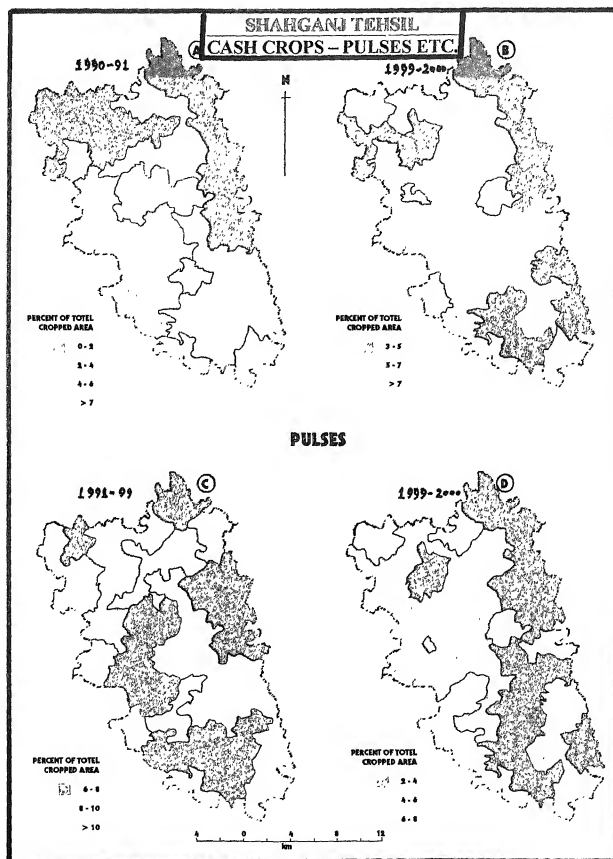 SHAHGANJ TEHSIL
CASH CROPS – PULSES ETC.
1990-91
A
N
1999-2000
B
PERCENT OF TOTEL
CROPPED AREA
0 - 2
2 - 4
4 - 6
> 7
PERCENT OF TOTEL
CROPPED AREA
3 - 5
5 - 7
> 7
PULSES
1991-99
C
1999-2000
D
PERCENT OF TOTEL
CROPPED AREA
6 - 8
8 - 10
> 10
PERCENT OF TOTEL
CROPPED AREA
2 - 4
4 - 6
6 - 8
4 0 4 8 12
km